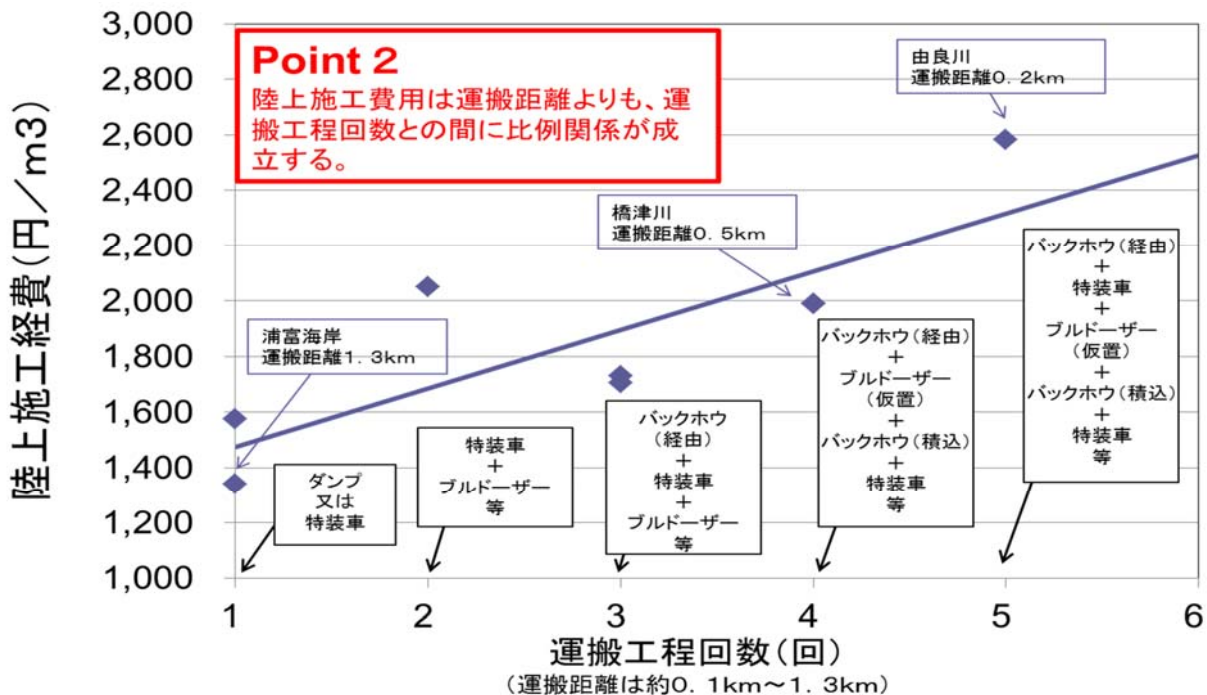 3,000
2,800
2,600
2,400
2,200
2,000
1,800
1,600
1,400
1,200
1,000
陸上施工経費(円／m3)
Point 2
陸上施工費用は運搬距離よりも、運
搬工程回数との間に比例関係が成
立する。
由良川
運搬距離0．2km
橋津川
運搬距離0．5km
浦富海岸
運搬距離1．3km
ダンプ
又は
特装車
特装車
＋
ブルドーザー
等
バックホウ
(経由)
＋
特装車
＋
ブルドーザー
等
バックホウ(経由)
＋
ブルドーザー
(仮置)
＋
バックホウ(積込)
＋
特装車
等
バックホウ(経由)
＋
特装車
＋
ブルドーザー
(仮置)
＋
バックホウ(積込)
＋
特装車
等
1
2
3
4
5
6
運搬工程回数(回)
(運搬距離は約0．1km～1．3km)